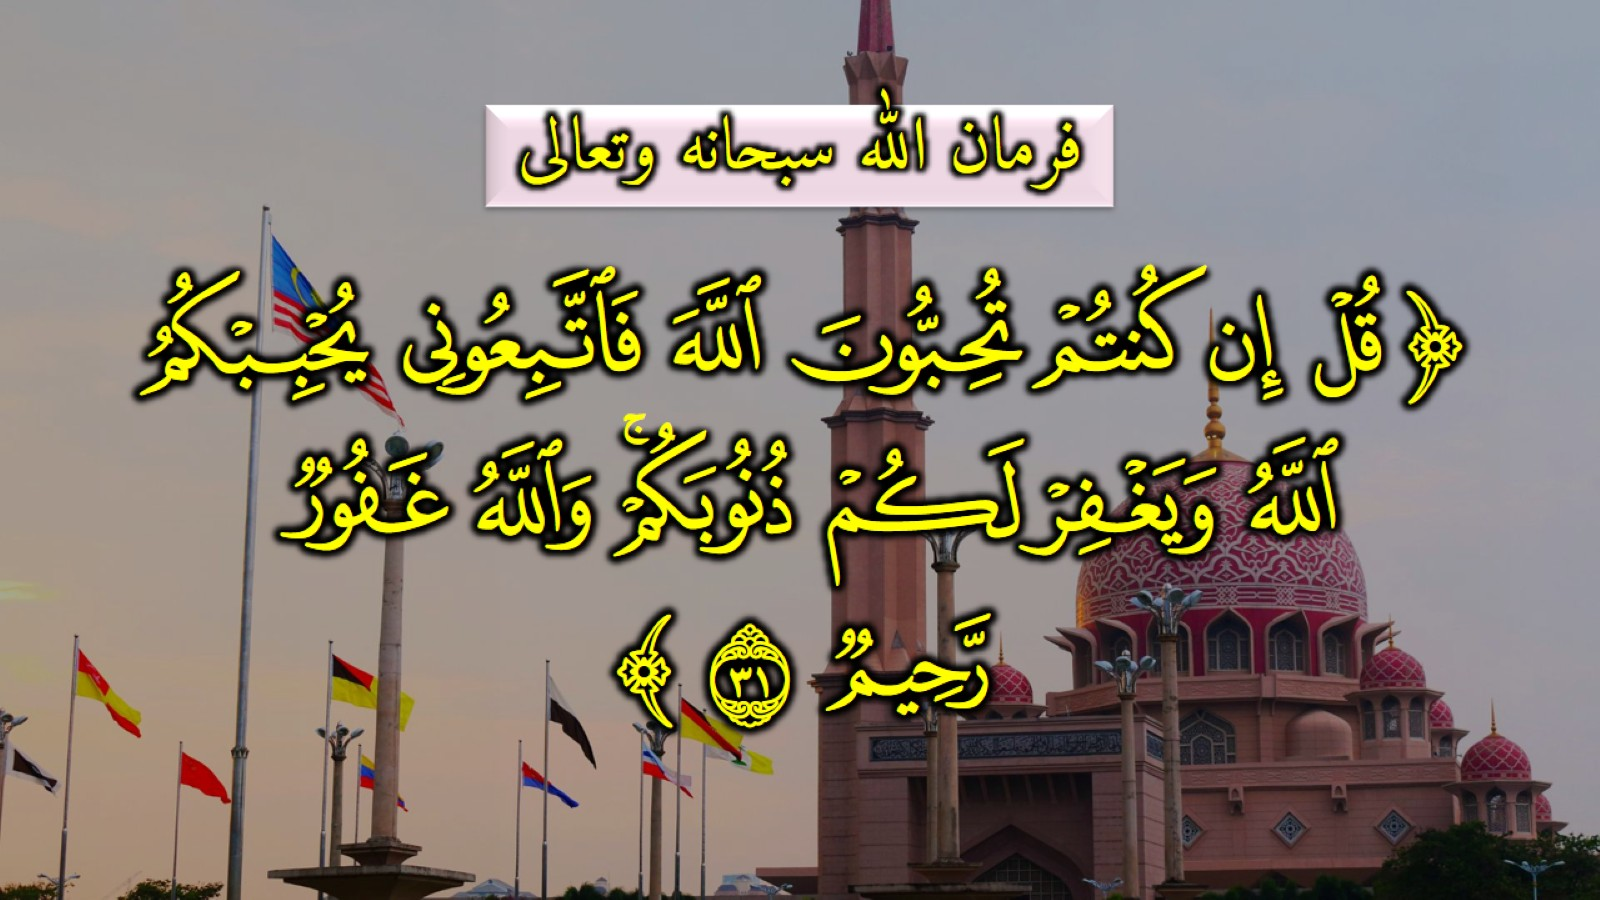 فرمان الله سبحانه وتعالى
﴿ قُلْ إِن كُنتُمْ تُحِبُّونَ ٱللَّهَ فَٱتَّبِعُونِى يُحْبِبْكُمُ
ٱللَّهُ وَيَغْفِرْ لَكُمْ ذُنُوبَكُمْ ۚ وَٱللَّهُ غَفُورٌ
رَّحِيمٌ ٣١ ﴾